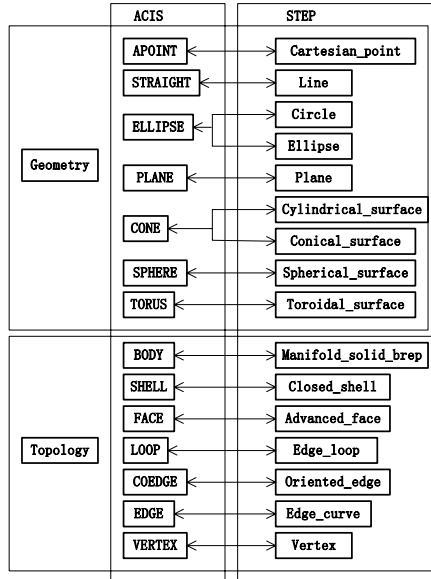 ACIS STEP
APOINT Cartesian_point
STRAIGHT Line
Circle
ELLIPSE
Ellipse
Geometry
PLANE Plane
Cylindrical_surface
CONE
Conical_surface
SPHERE Spherical_surface
TORUS Toroidal_surface
BODY Manifold_solid_brep
SHELL Closed_shell
FACE Advanced_face
Topology LOOP Edge_loop
COEDGE Oriented_edge
EDGE Edge_curve
VERTEX Vertex